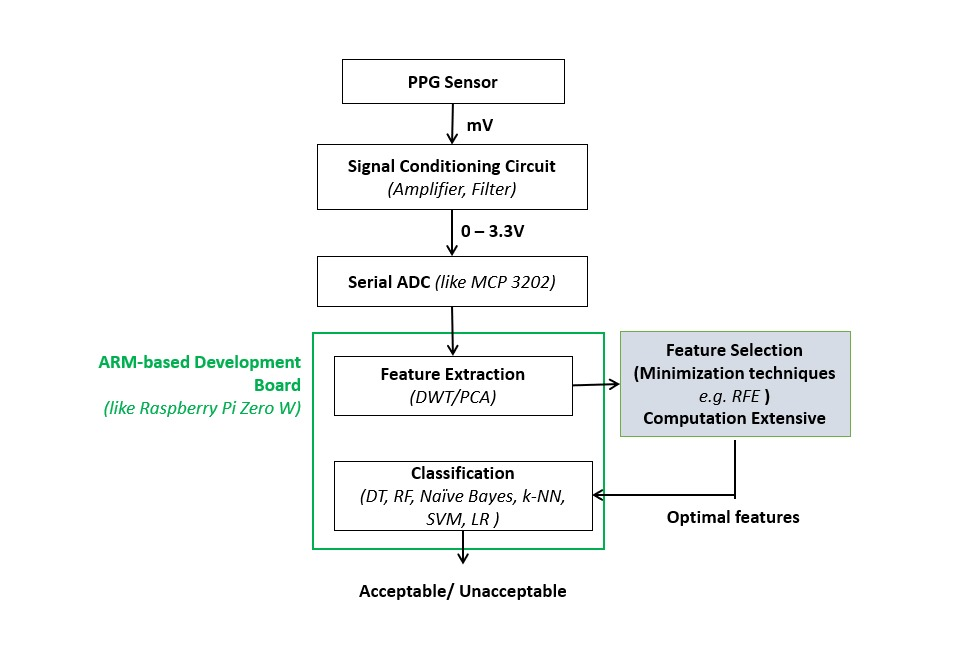 PPG Sensor
mV
Signal Conditioning Circuit
(Amplifier, Filter)
0 – 3.3V
Serial ADC (like MCP 3202)
ARM-based Development
Board
(like Raspberry Pi Zero W)
Feature Extraction
(DWT/PCA)
Feature Selection
(Minimization techniques
e.g. RFE )
Computation Extensive
Classification
(DT, RF, Naïve Bayes, k-NN,
SVM, LR )
Optimal features
Acceptable/ Unacceptable